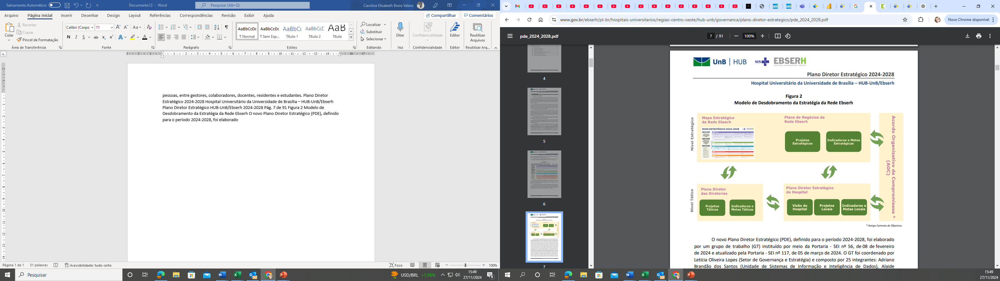 Salvamento Automático
Documento12 - Word
Pesquisar (Alt+Q)
Caroline Elizabeth Brero Valero
Arquivo
Página Inicial
Inserir
Desenhar
Design
Layout
Referências
Correspondências
Revisão
Exibir
Ajuda
Compartilhar
Comentários
Colar
Recortar
Copiar
Pincel de Formatação
Área de Transferência
Calibri (Corpo
11
Fonte
Parágrafo
AaBbCcDc
¶ Normal
AaBbCcDc
¶ Sem Esp...
AaBbCc
Título 1
AaBbCcD
Título 2
AaB
Título
Estilos
Localizar
Substituir
Selecionar
Editando
Ditar
Voz
Confidencialidade
Confidencialidade
Editor
Editor
Reutilizar
Arquivos
Reutilizar Arq...
pessoas, entre gestores, colaboradores, docentes, residentes e estudantes. Plano Diretor
Estratégico 2024-2028 Hospital Universitário da Universidade de Brasília – HUB-UnB/Ebserh
Plano Diretor Estratégico HUB-UnB/Ebserh 2024-2028 Pág. 7 de 91 Figura 2 Modelo de
Desdobramento da Estratégia da Rede Ebserh O novo Plano Diretor Estratégico (PDE), definido
para o período 2024-2028, foi elaborado
Página 1 de 1
51 palavras
Acessibilidade: tudo certo
Foco
100%
Pesquisar
USD/BRL +1,56%
15:49
27/11/2024
www.gov.br/ebserh/pt-br/hospitais-universitarios/regiao-centro-oeste/hub-unb/governanca/plano-diretor-estrategico/pde_2024_2028.pdf
Novo Chrome disponível
pde_2024_2028.pdf
7 / 91
100%
4
5
6
7
UnB | HUB
SUS
EBSERH
HOSPITAIS UNIVERSITÁRIOS FEDERAIS
Plano Diretor Estratégico 2024-2028
Hospital Universitário da Universidade de Brasília – HUB-UnB/Ebserh
Figura 2
Modelo de Desdobramento da Estratégia da Rede Ebserh
Nível Estratégico
Mapa Estratégico
da Rede Ebserh
MAPA ESTRATÉGICO 2024-2028
Plano de Negócios da
Rede Ebserh
Projetos
Estratégicos
Indicadores e Metas
Estratégicas
Acordo Organizativo de Compromissos *
(AOC)
Nível Tático
Plano Diretor
das Diretorias
Projetos
Táticos
Indicadores e
Metas Táticas
Plano Diretor Estratégico
do Hospital
Visão do
Hospital
Projetos
Locais
Indicadores e
Metas Locais
* Antigo Contrato de Objetivos
O novo Plano Diretor Estratégico (PDE), definido para o período 2024-2028, foi elaborado
por um grupo de trabalho (GT) instituído por meio da Portaria - SEI nº 56, de 08 de fevereiro
de 2024 e atualizado pela Portaria - SEI nº 117, de 05 de março de 2024. O GT foi coordenado por
Letícia Oliveira Lopes (Setor de Governança e Estratégia) e composto por 25 integrantes: Adriano
Brandão dos Santos (Unidade de Sistemas de Informação e Inteligência de Dados), Alaide
15:49
27/11/2024